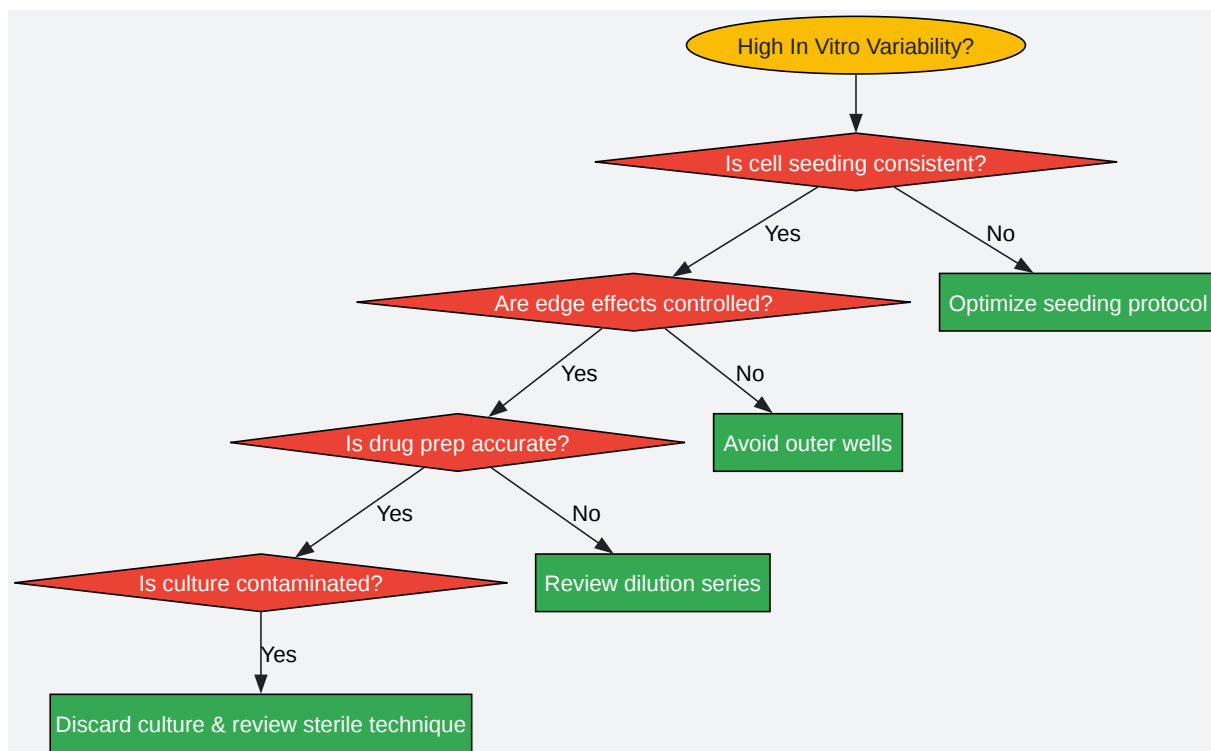 High In Vitro Variability?
Is cell seeding consistent?
Yes
No
Are edge effects controlled?
Optimize seeding protocol
Yes
No
Is drug prep accurate?
Avoid outer wells
Yes
No
Is culture contaminated?
Review dilution series
Yes
Discard culture & review sterile technique